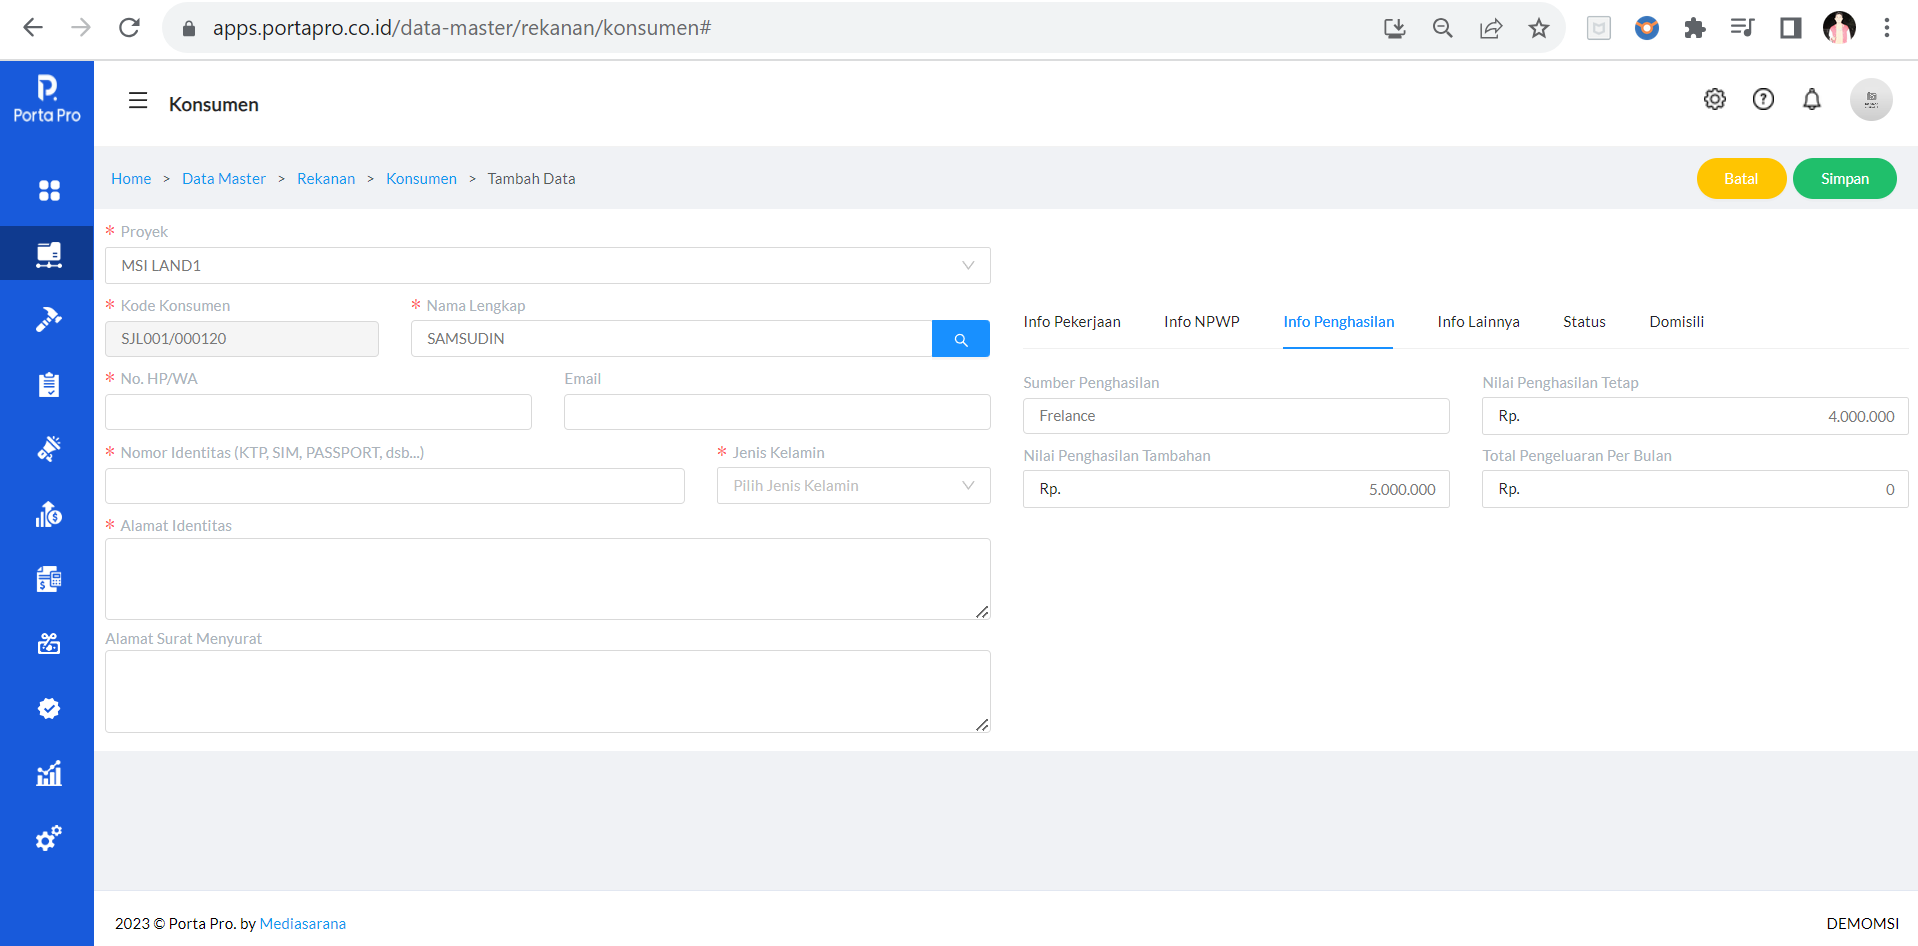 apps.portapro.co.id/data-master/rekanan/konsumen#
Porta Pro
Konsumen
Home > Data Master > Rekanan > Konsumen > Tambah Data
Batal
Simpan
* Proyek
MSI LAND1
* Kode Konsumen
* Nama Lengkap
SJL001/000120
SAMSUDIN
* No. HP/WA
Email
* Nomor Identitas (KTP, SIM, PASSPORT, dsb...)
* Jenis Kelamin
Pilih Jenis Kelamin
* Alamat Identitas
Alamat Surat Menyurat
Info Pekerjaan
Info NPWP
Info Penghasilan
Info Lainnya
Status
Domisili
Sumber Penghasilan
Nilai Penghasilan Tetap
Frelance
Rp. 4.000.000
Nilai Penghasilan Tambahan
Total Pengeluaran Per Bulan
Rp. 5.000.000
Rp. 0
2023 © Porta Pro. by Mediasarana
DEMOMSI